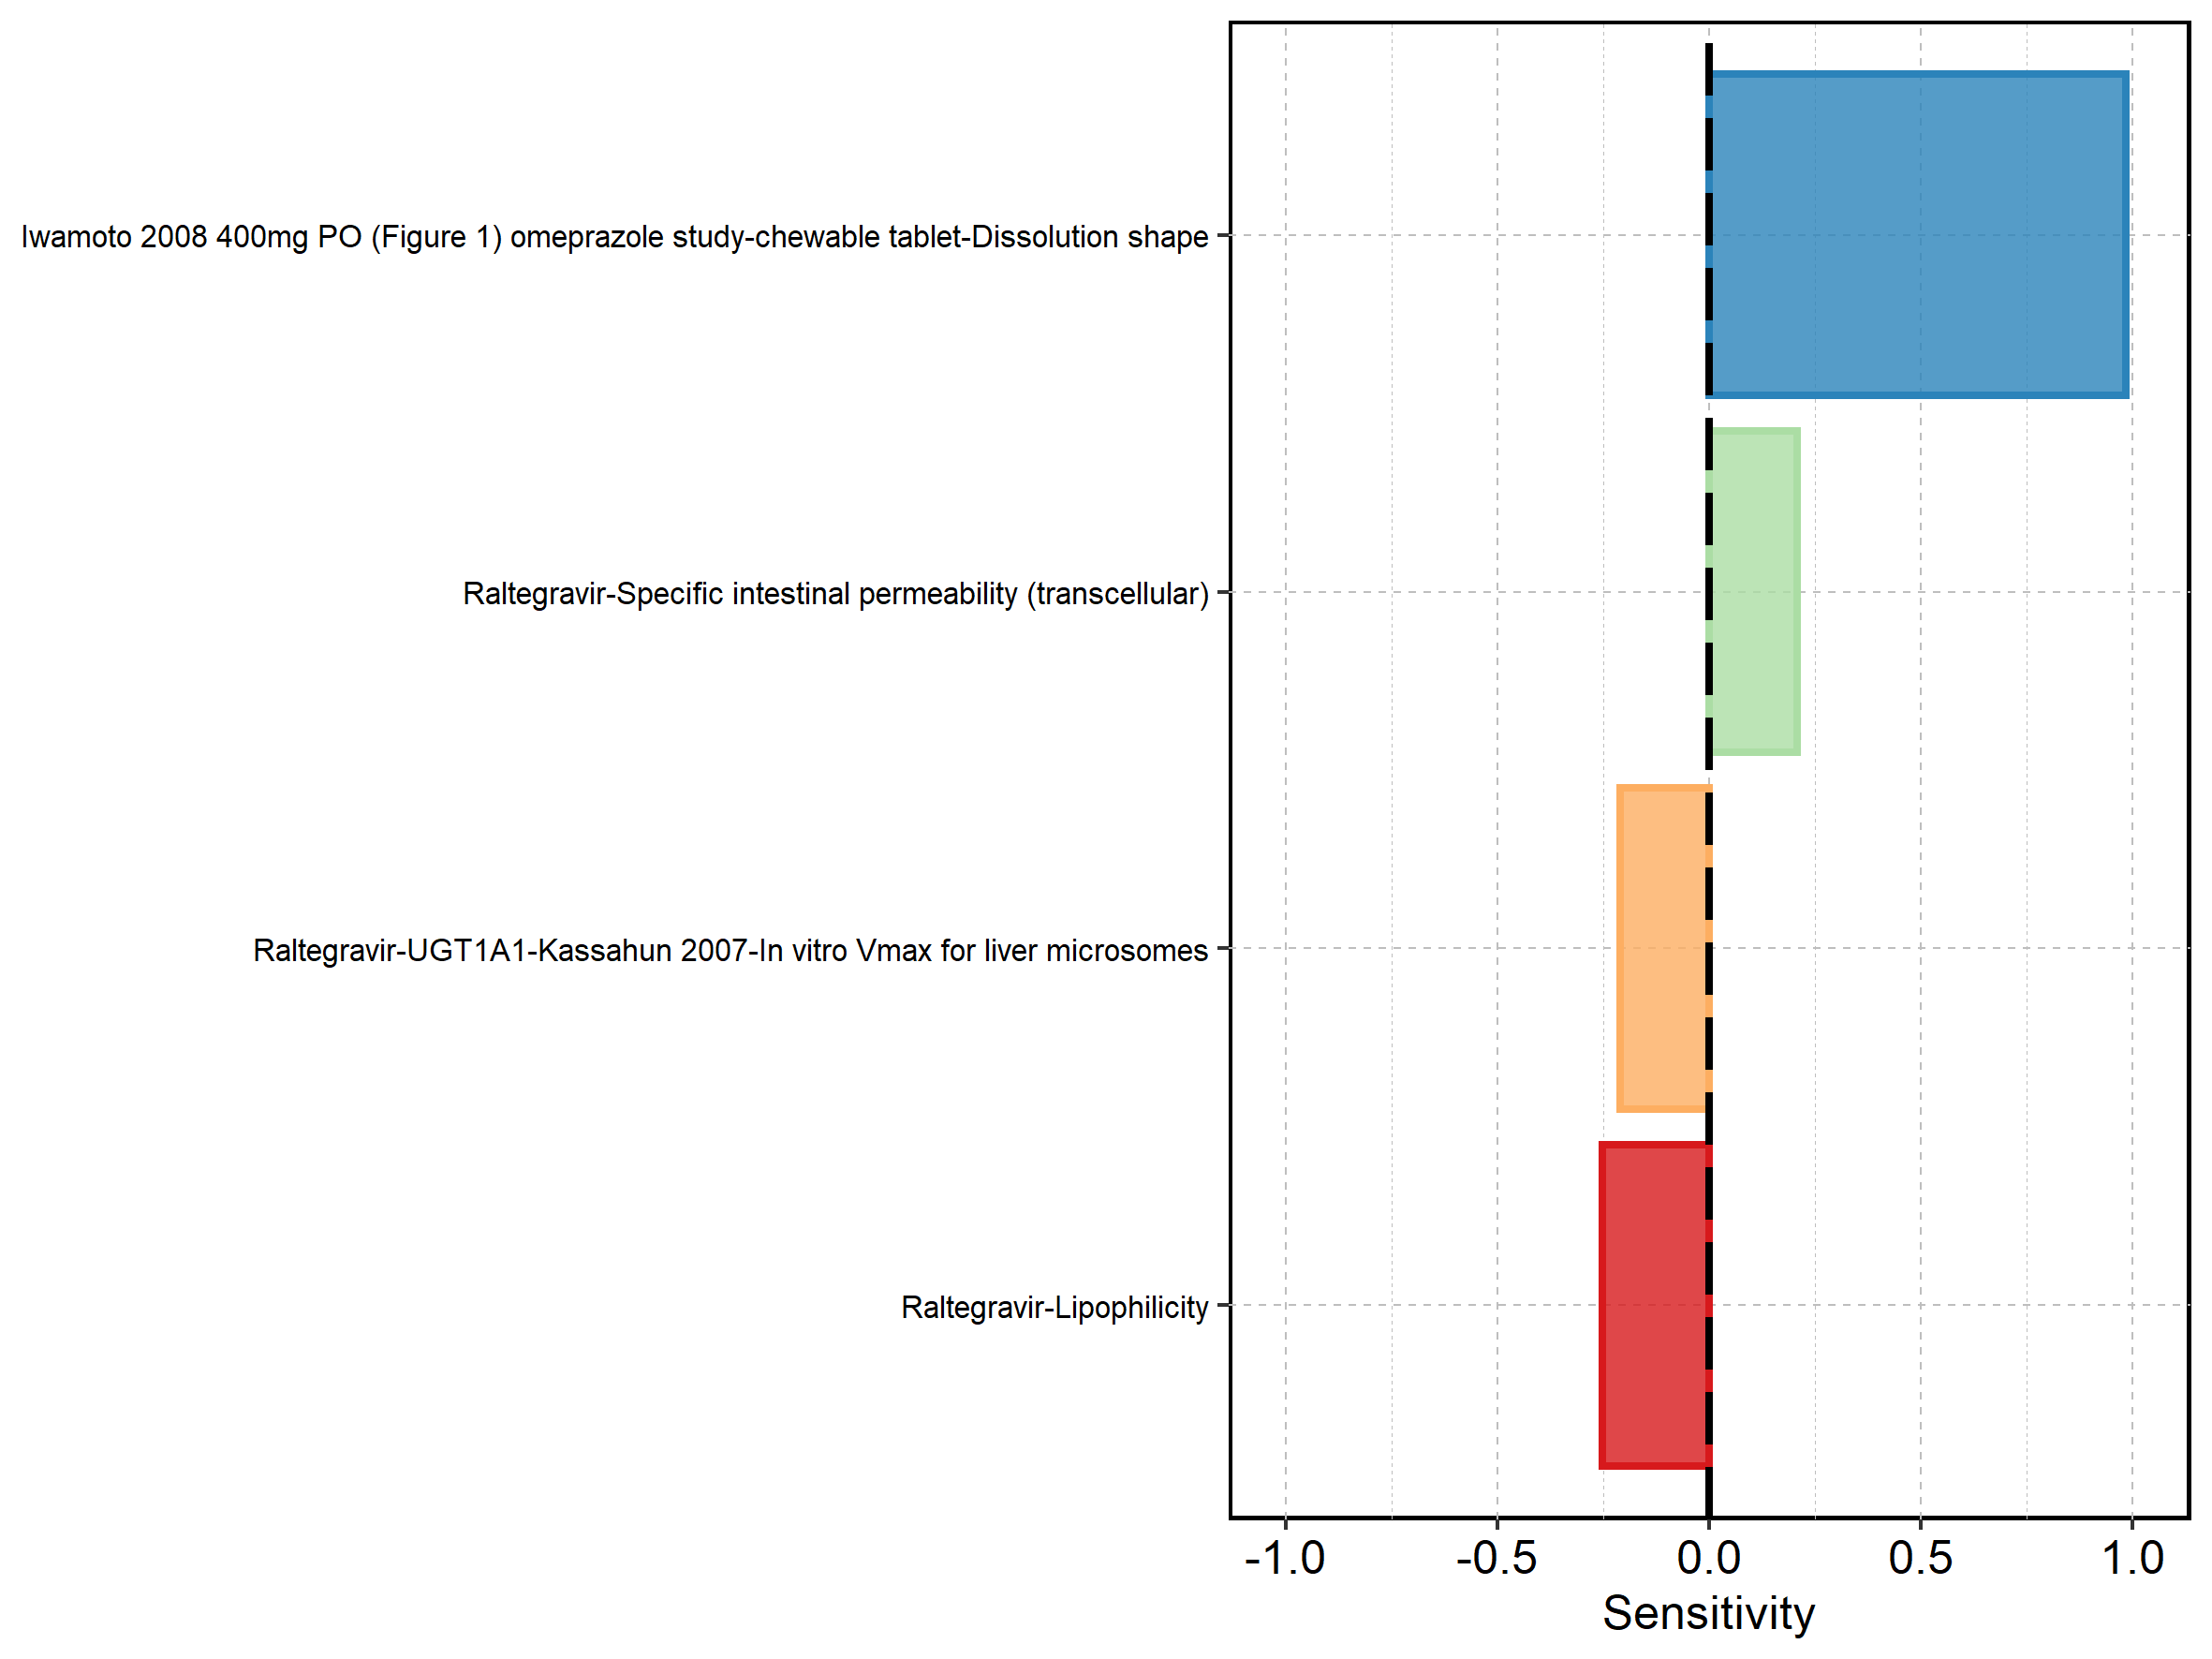 Iwamoto 2008 400mg PO (Figure 1) omeprazole study-chewable tablet-Dissolution shape
Raltegravir-Specific intestinal permeability (transcellular)
Raltegravir-UGT1A1-Kassahun 2007-In vitro Vmax for liver microsomes
Raltegravir-Lipophilicity
-1.0 -0.5 0.0 0.5 1.0
Sensitivity